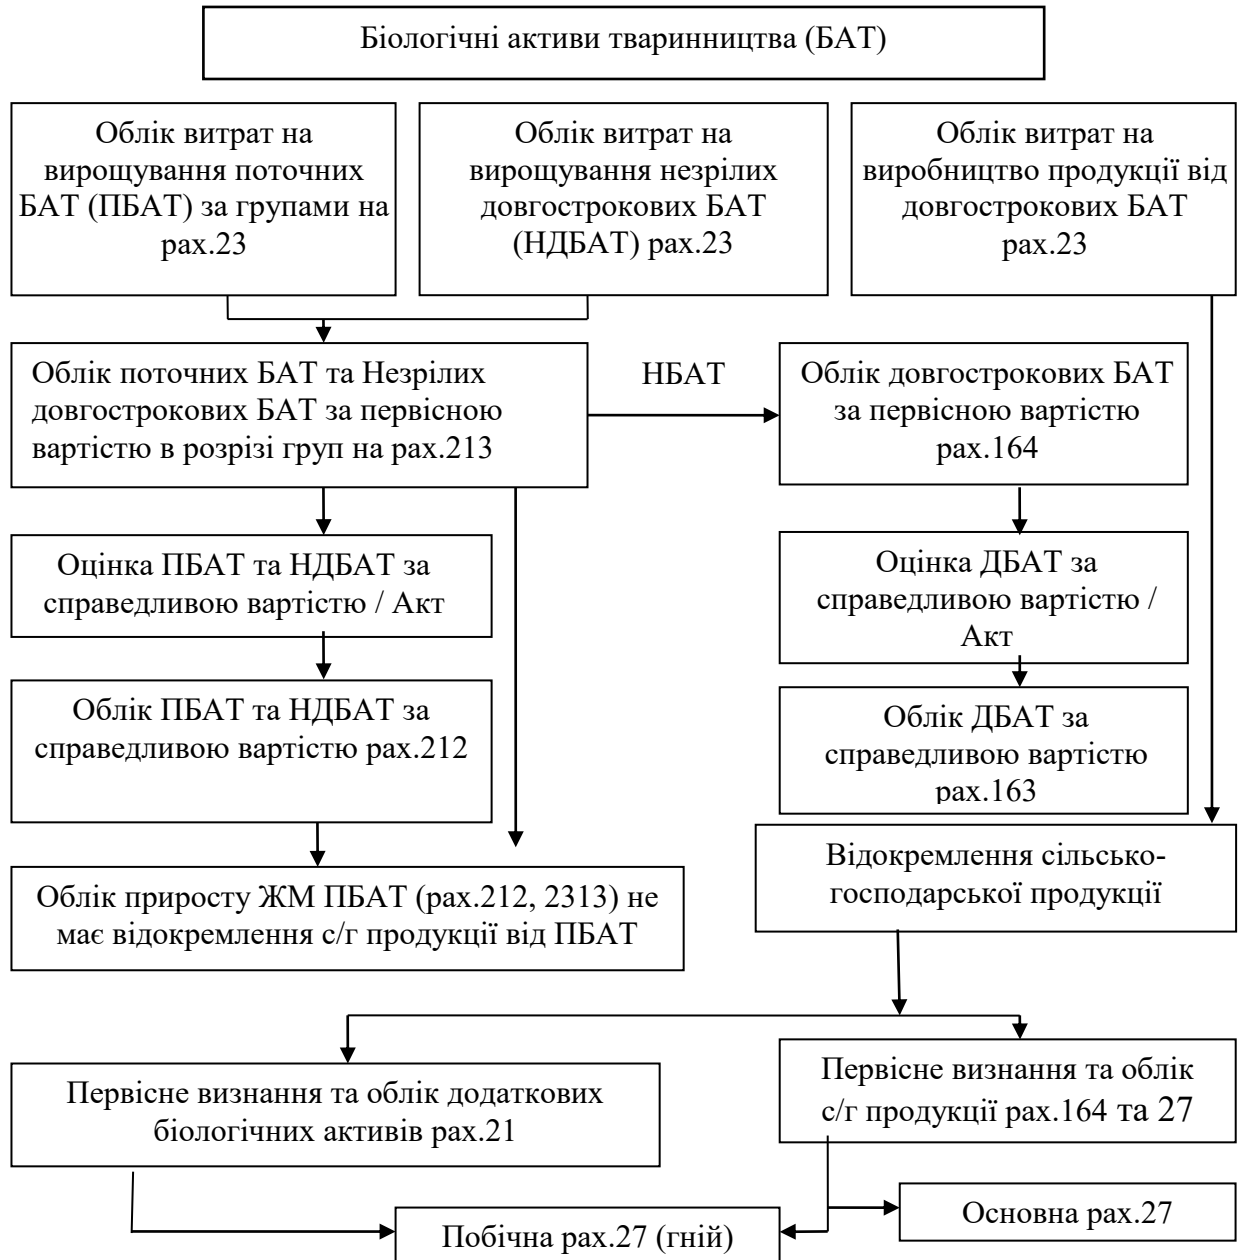 Біологічні активи тваринництва (БАТ)
Облік витрат на
вирощування поточних
БАТ (ПБАТ) за групами на
рах.23
Облік витрат на
вирощування незрілих
довгострокових БАТ
(НДБАТ) рах.23
Облік витрат на
виробництво продукції від
довгострокових БАТ
рах.23
Облік поточних БАТ та Незрілих
довгострокових БАТ за первісною
вартістю в розрізі груп на рах.213
НБАТ
Облік довгострокових БАТ
за первісною вартістю
рах.164
Оцінка ПБАТ та НДБАТ за
справедливою вартістю / Акт
Оцінка ДБАТ за
справедливою вартістю /
Акт
Облік ПБАТ та НДБАТ за
справедливою вартістю рах.212
Облік ДБАТ за
справедливою вартістю
рах.163
Відокремлення сільсько-
господарської продукції
Облік приросту ЖМ ПБАТ (рах.212, 2313) не
має відокремлення с/г продукції від ПБАТ
Первісне визнання та облік додаткових
біологічних активів рах.21
Первісне визнання та облік
с/г продукції рах.164 та 27
Побічна рах.27 (гній)
Основна рах.27